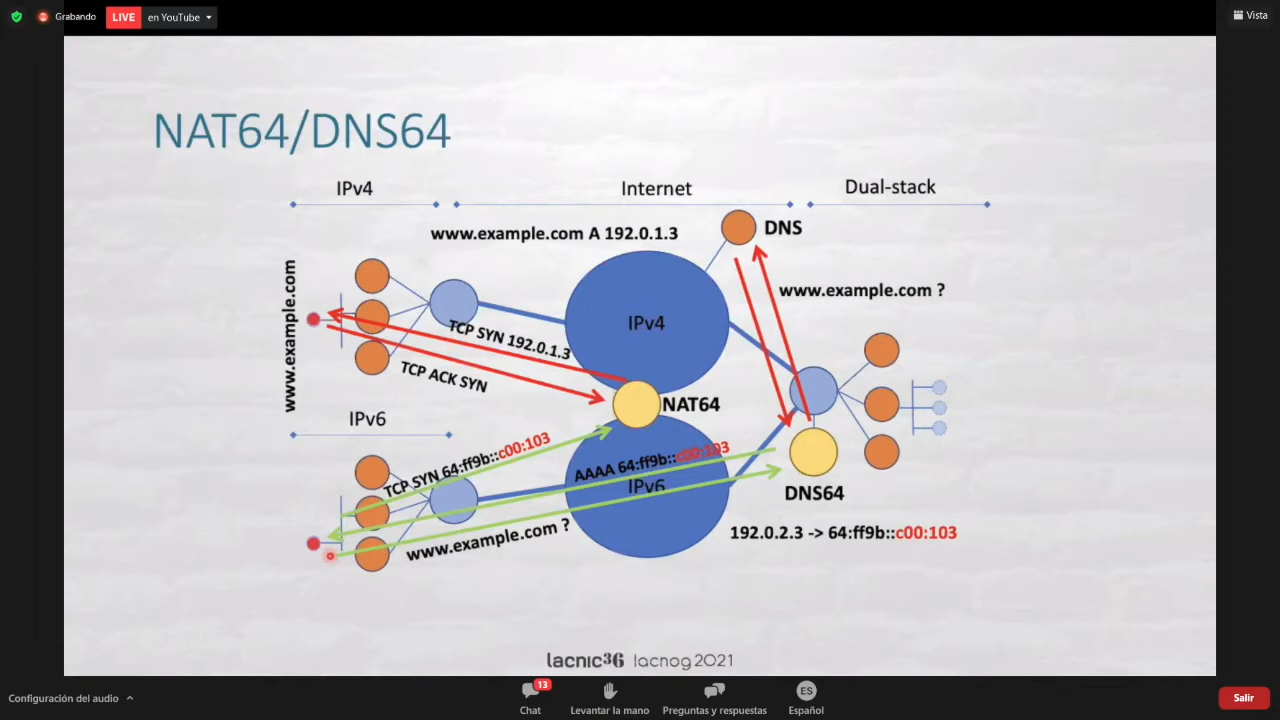 Grabando
LIVE
en YouTube
Vista
NAT64/DNS64
IPv4
Internet
Dual-stack
www.example.com A 192.0.1.3
DNS
www.example.com ?
www.example.com
IPv4
TCP SYN 192.0.1.3
TCP ACK SYN
NAT64
IPv6
TCP SYN 64:ff9b::c00:103
AAAA 64:ff9b::c00:103
IPv6
DNS64
www.example.com ?
192.0.2.3 -> 64:ff9b::c00:103
lacnic36 lacnog2021
Configuración del audio
13
Chat
Levantar la mano
Preguntas y respuestas
ES
Español
Salir